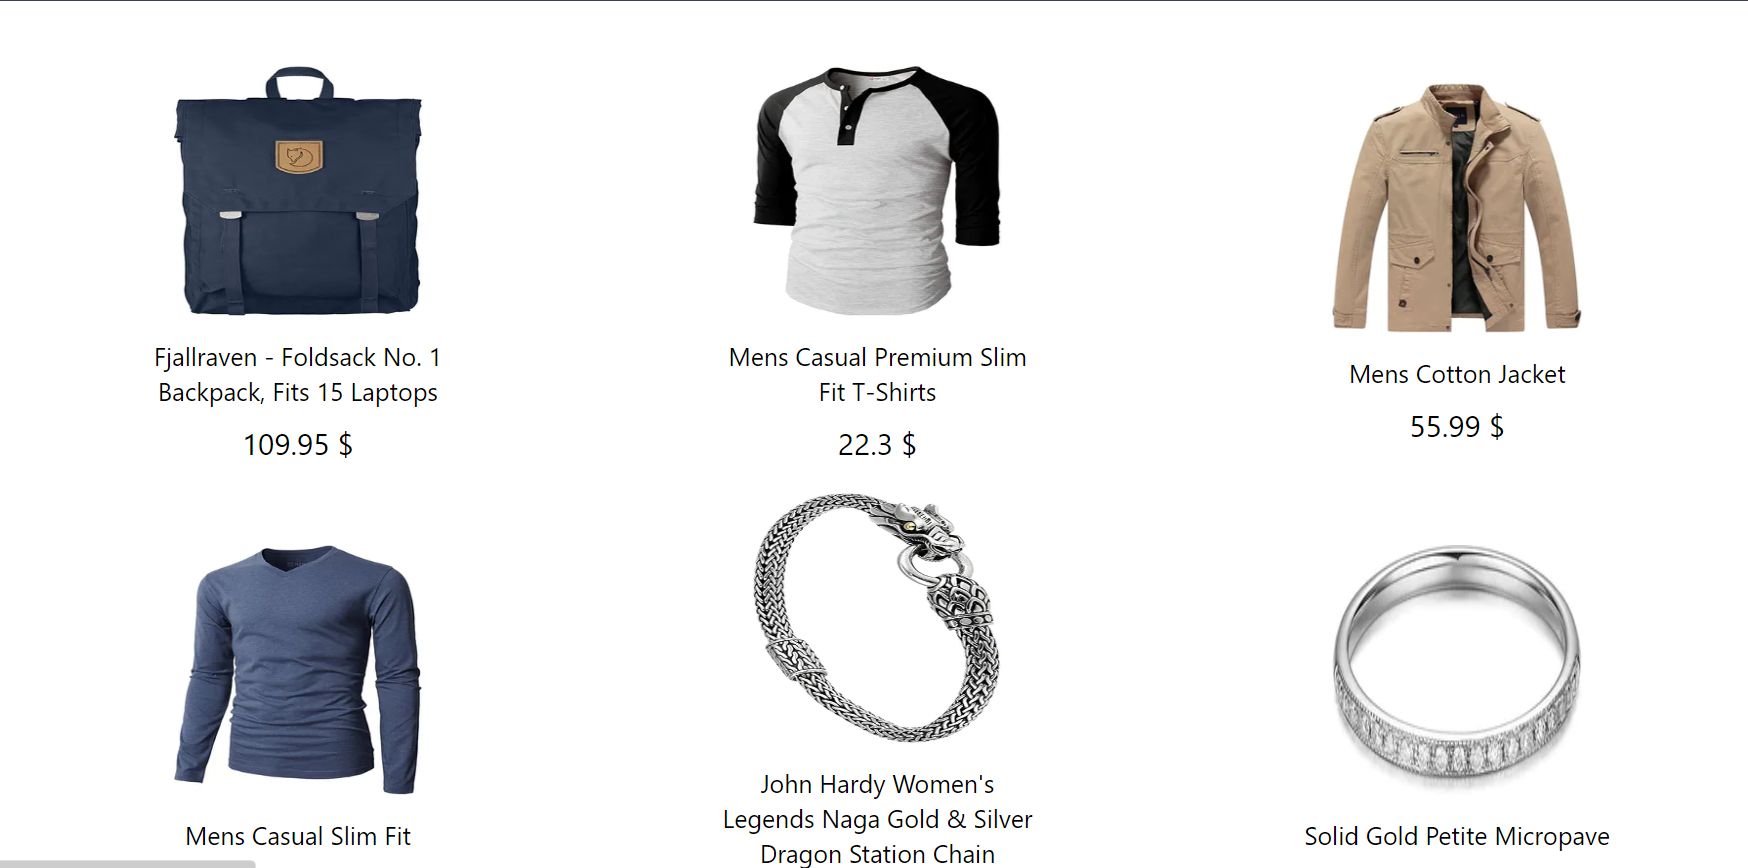 Fjallraven - Foldsack No. 1
Backpack, Fits 15 Laptops
109.95 $
Mens Casual Premium Slim
Fit T-Shirts
22.3 $
Mens Cotton Jacket
55.99 $
Mens Casual Slim Fit
John Hardy Women's
Legends Naga Gold & Silver
Dragon Station Chain
Solid Gold Petite Micropave